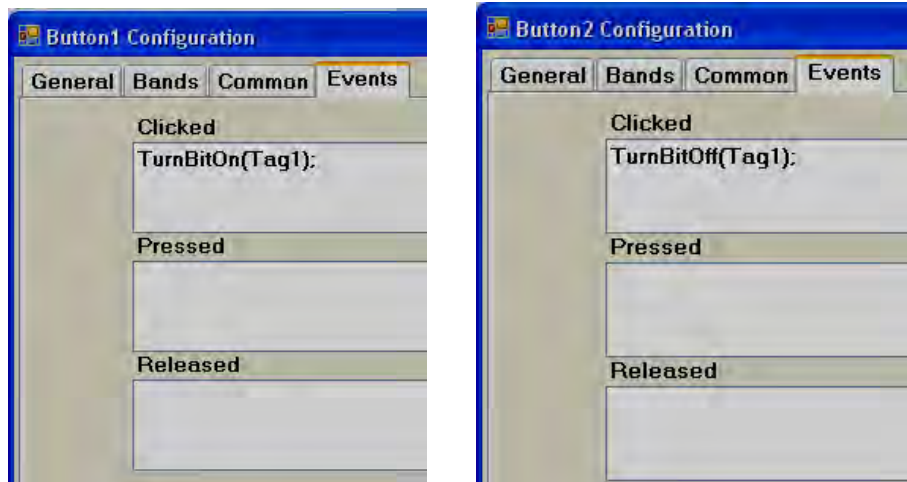 Button1 Configuration
General Bands Common Events
Clicked
TurnBitOn(Tag1);
Pressed
Released
Button2 Configuration
General Bands Common Events
Clicked
TurnBitOff(Tag1);
Pressed
Released